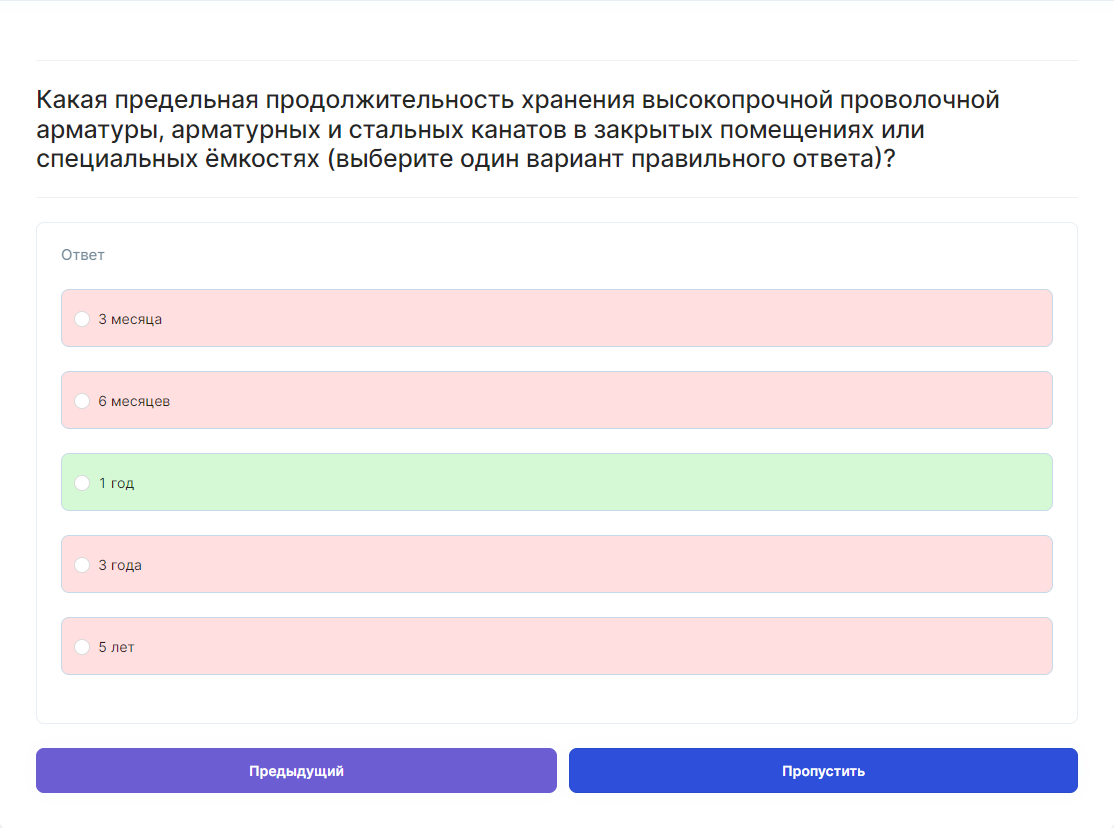 Какая предельная продолжительность хранения высокопрочной проволочной
арматуры, арматурных и стальных канатов в закрытых помещениях или
специальных ёмкостях (выберите один вариант правильного ответа)?
Ответ
3 месяца
6 месяцев
1 год
3 года
5 лет
Предыдущий
Пропустить